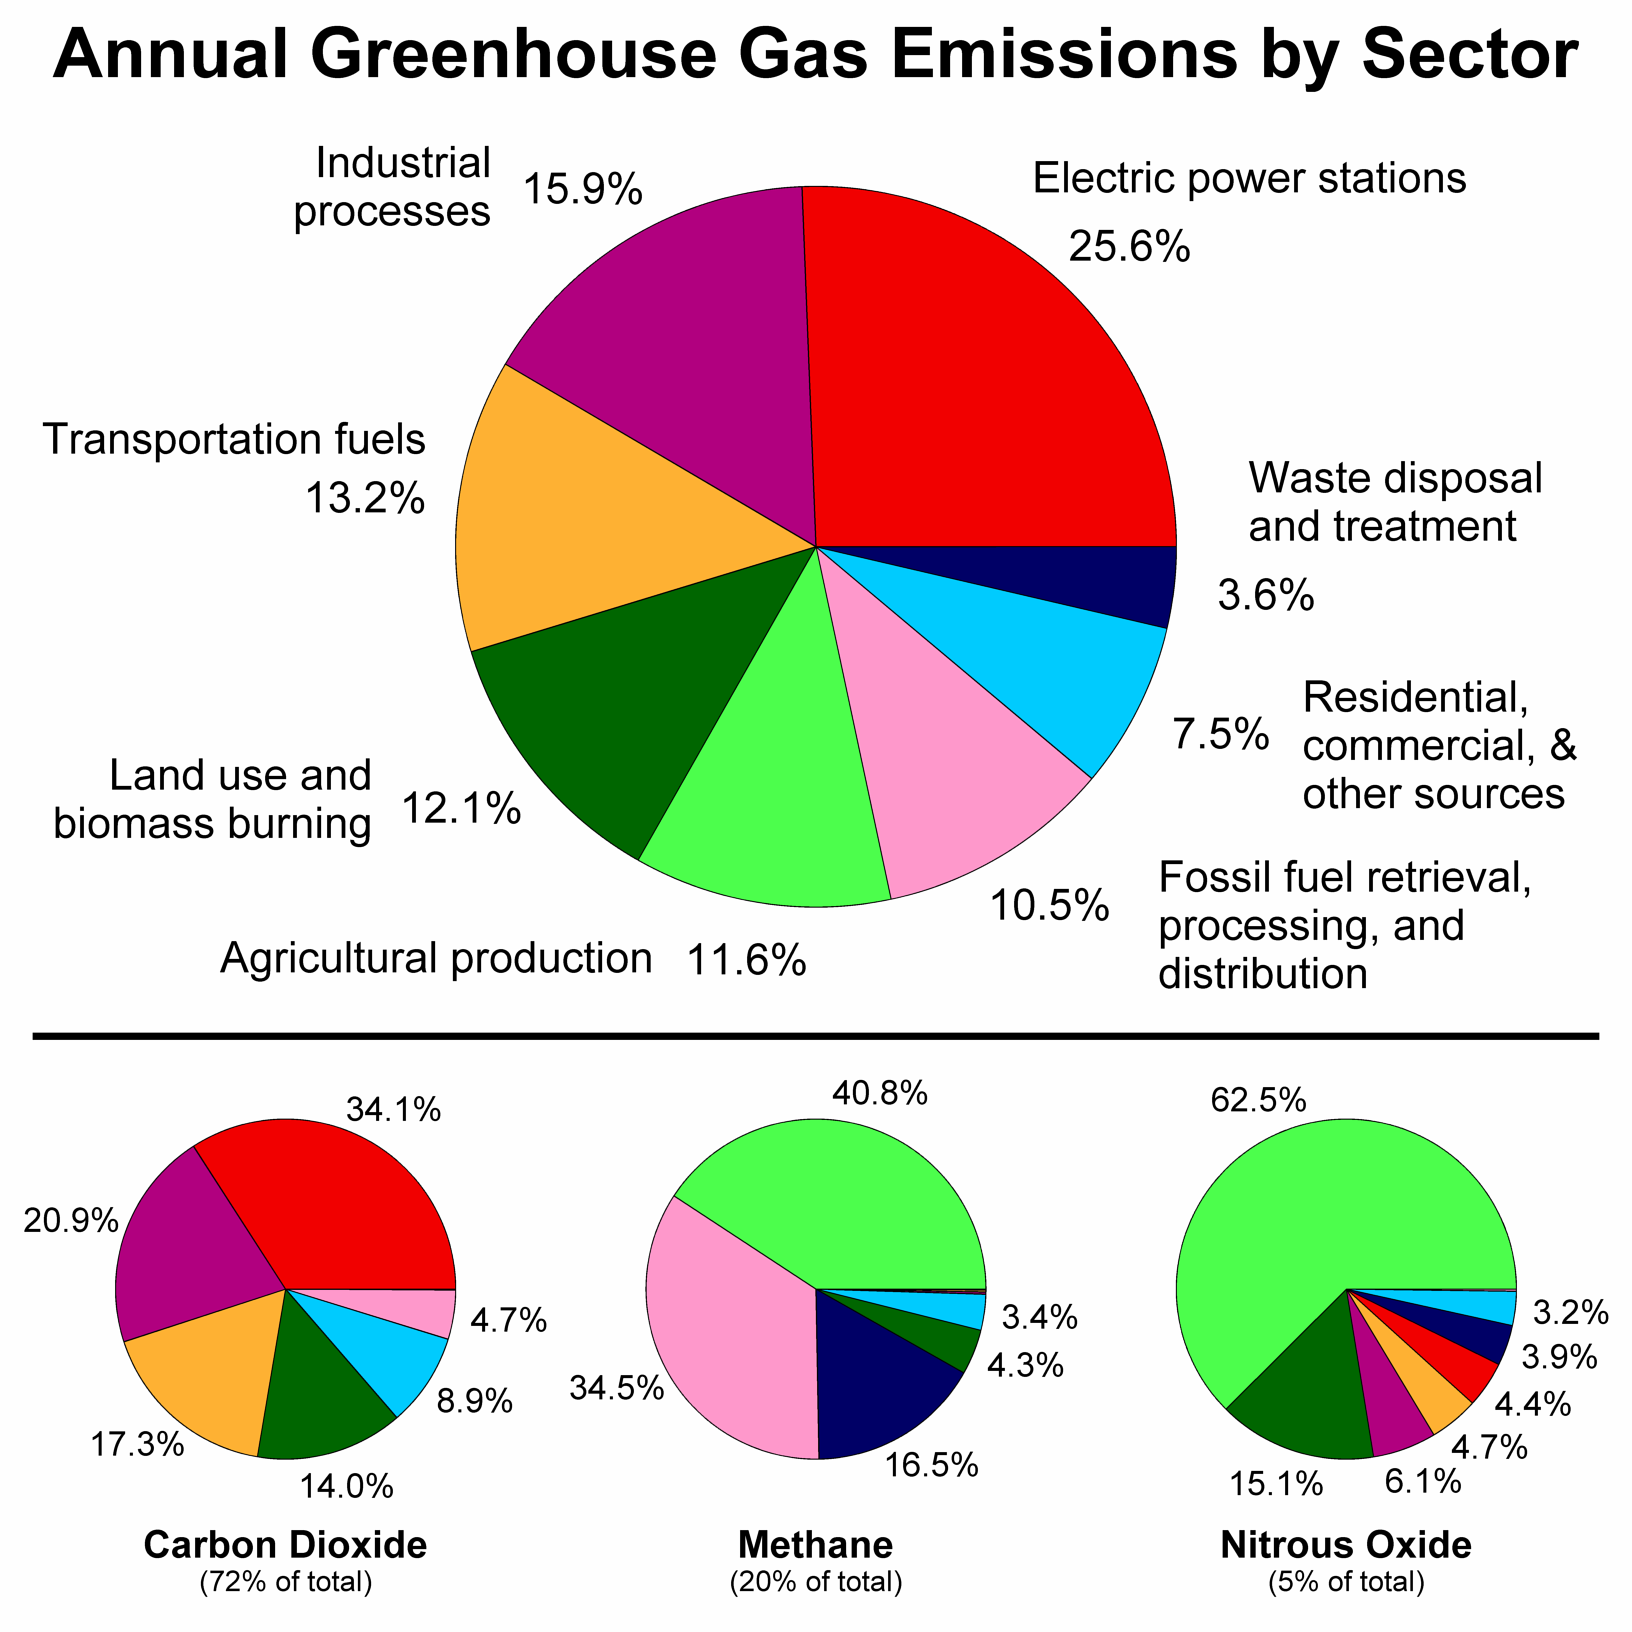 Annual Greenhouse Gas Emissions by Sector
Industrial
processes
15.9%
Electric power stations
25.6%
Transportation fuels
13.2%
Waste disposal
and treatment
3.6%
Residential,
commercial, &
other sources
7.5%
Land use and
biomass burning
12.1%
Fossil fuel retrieval,
processing, and
distribution
10.5%
Agricultural production
11.6%
34.1%
20.9%
4.7%
8.9%
17.3%
14.0%
Carbon Dioxide
(72% of total)
40.8%
3.4%
4.3%
34.5%
16.5%
Methane
(20% of total)
62.5%
3.2%
3.9%
4.4%
4.7%
6.1%
15.1%
Nitrous Oxide
(5% of total)